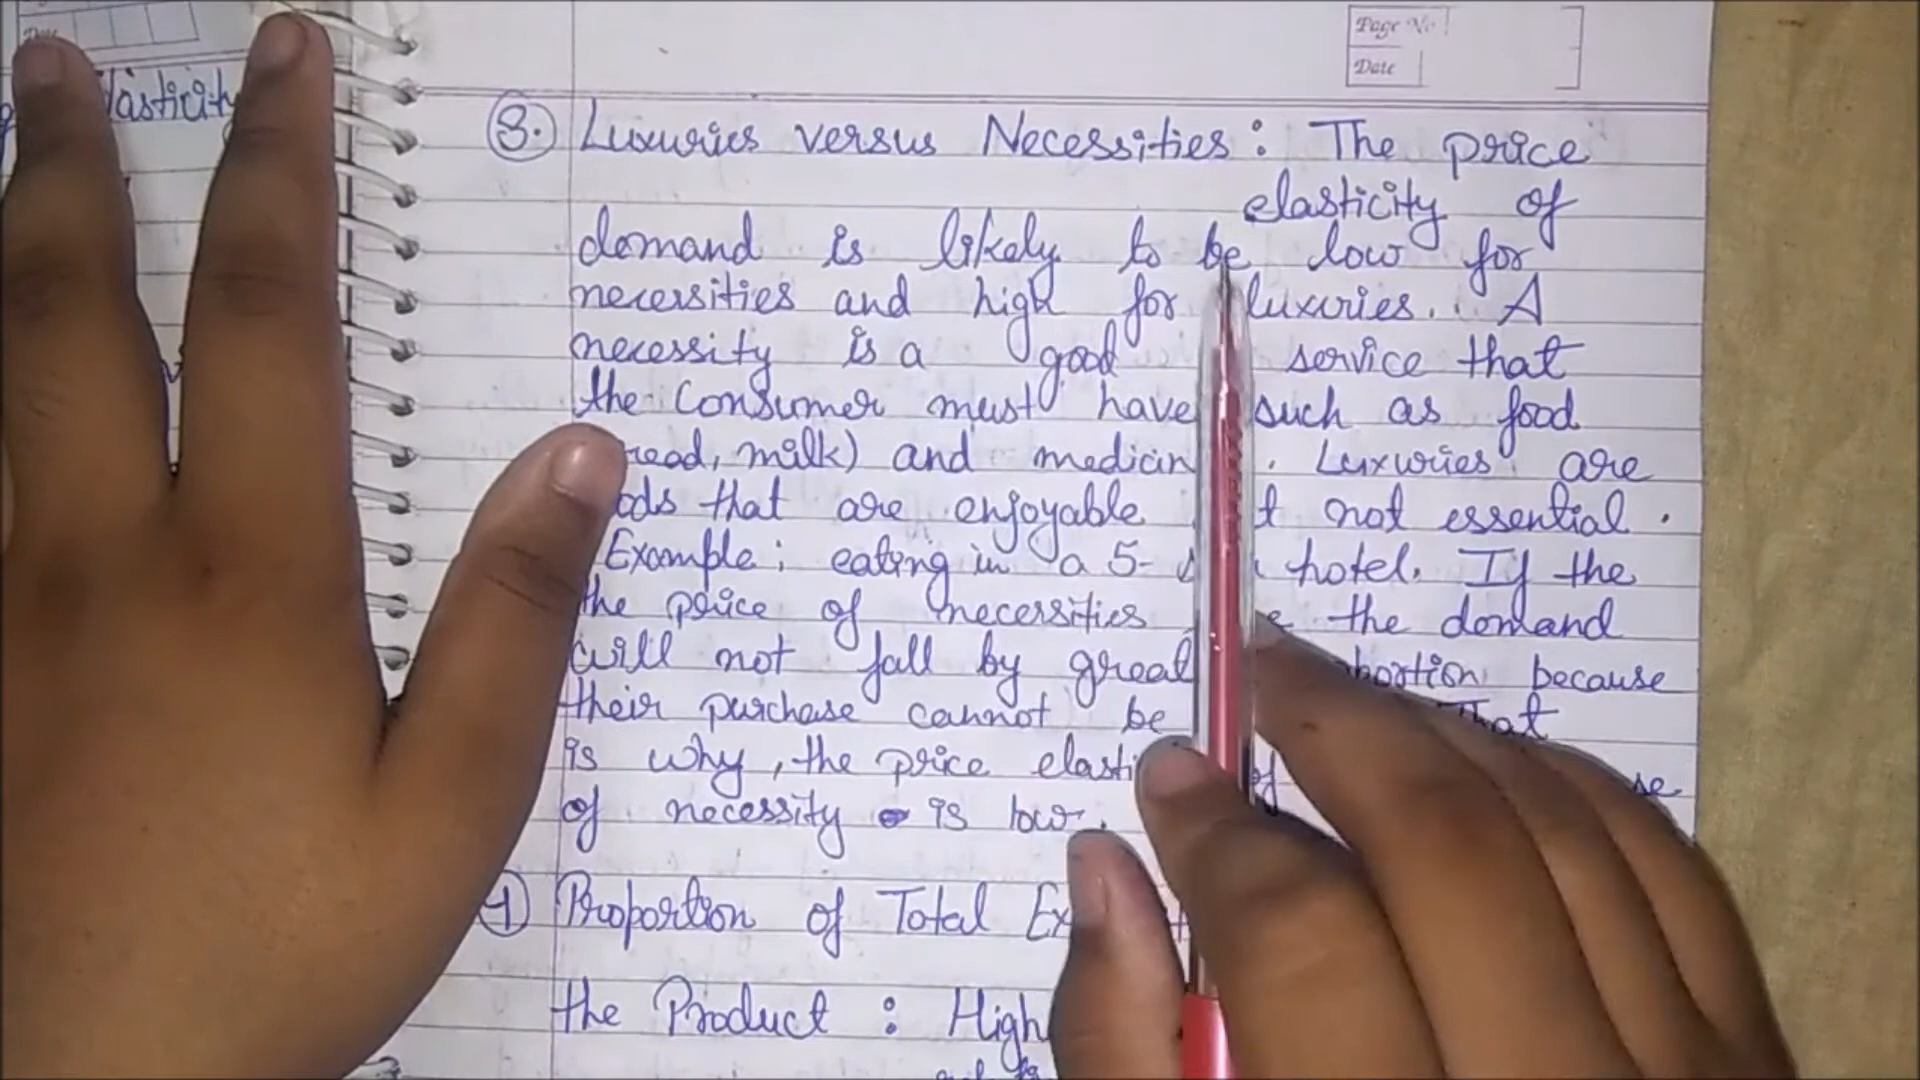 Page No
Date
lasticity
3. Luxuries versus Necessities : The price
elasticity of
demand is likely to be low for
necessities and high for luxuries. A
necessity is a good service that
the consumer must have such as food
read, milk) and medicin . Luxuries are
ods that are enjoyable t not essential .
Example ; eating in a 5- hotel. If the
the price of necessities the demand
will not fall by great portion because
their purchase cannot be That
is why, the price elasti of
of necessity is low.
4 Proportion of Total Ex
the Product : High